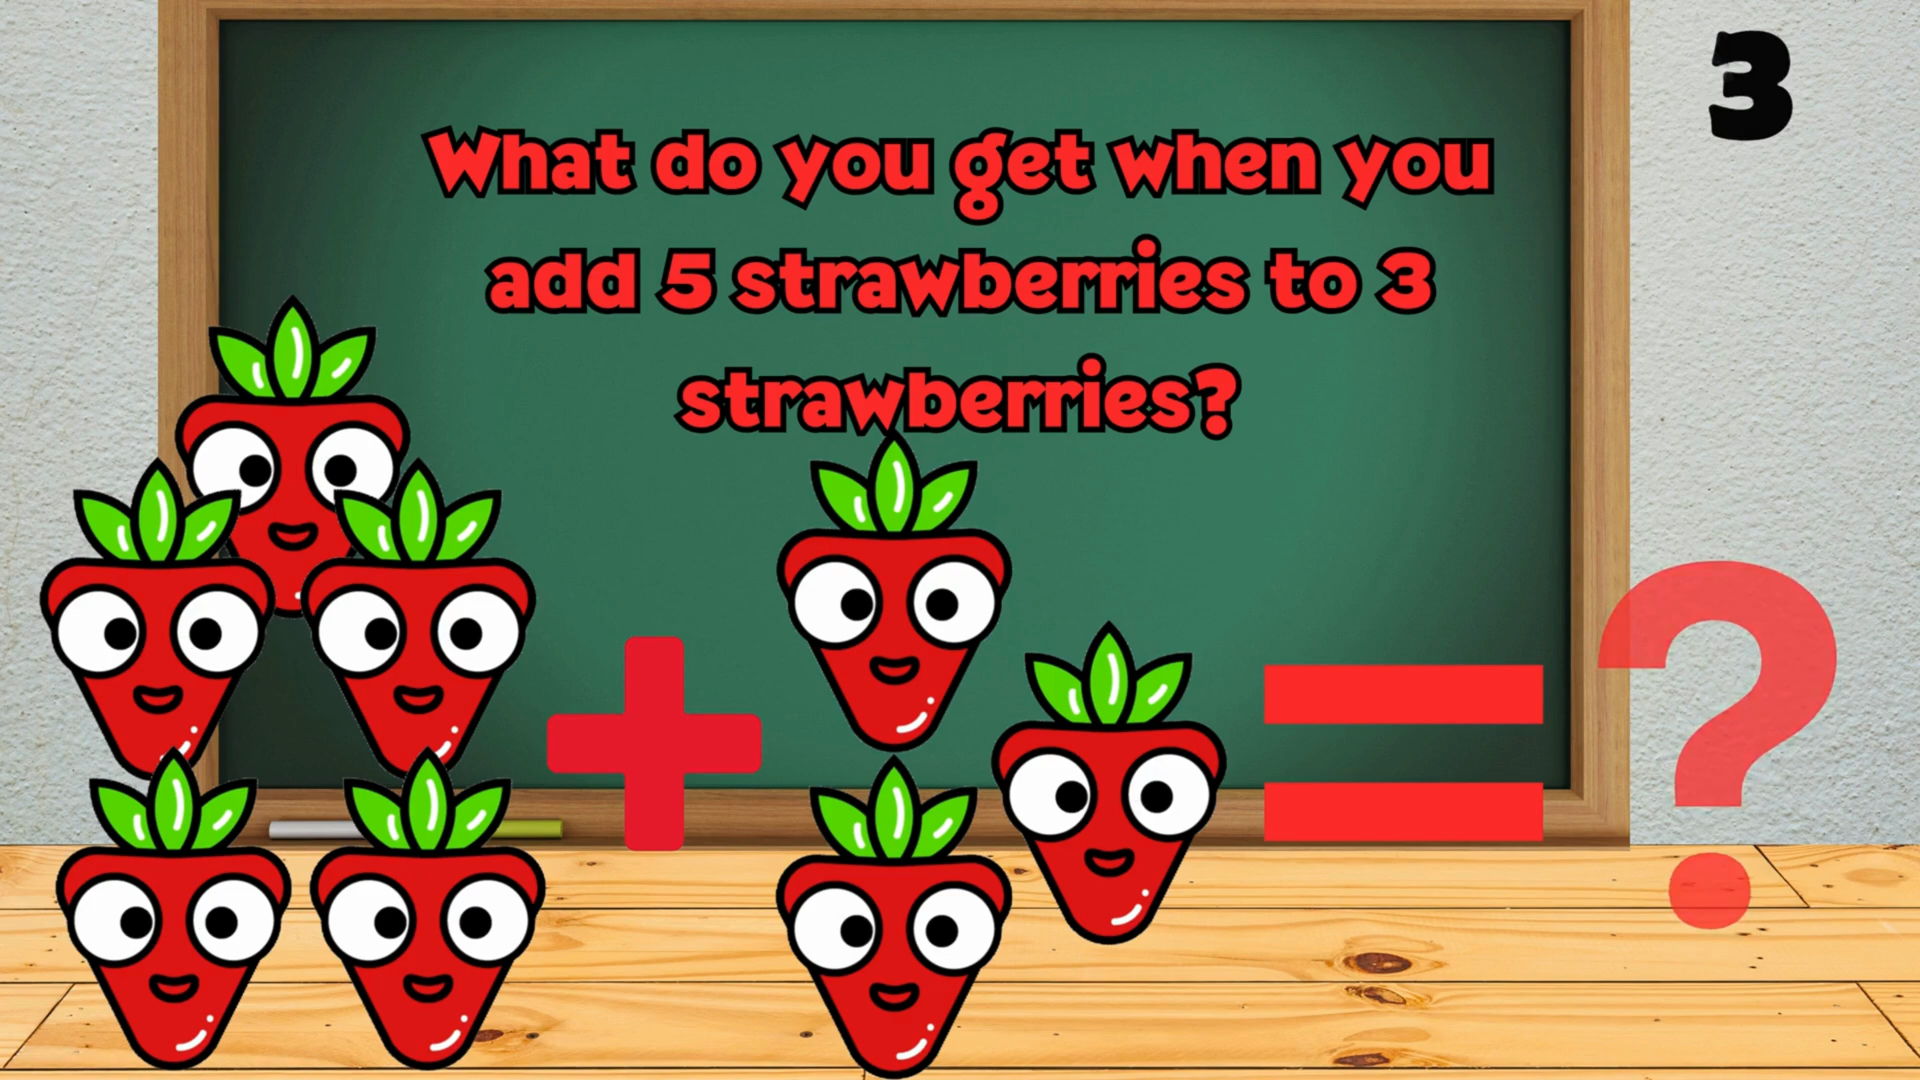 3
What do you get when you
add 5 strawberries to 3
strawberries?
+ = ?